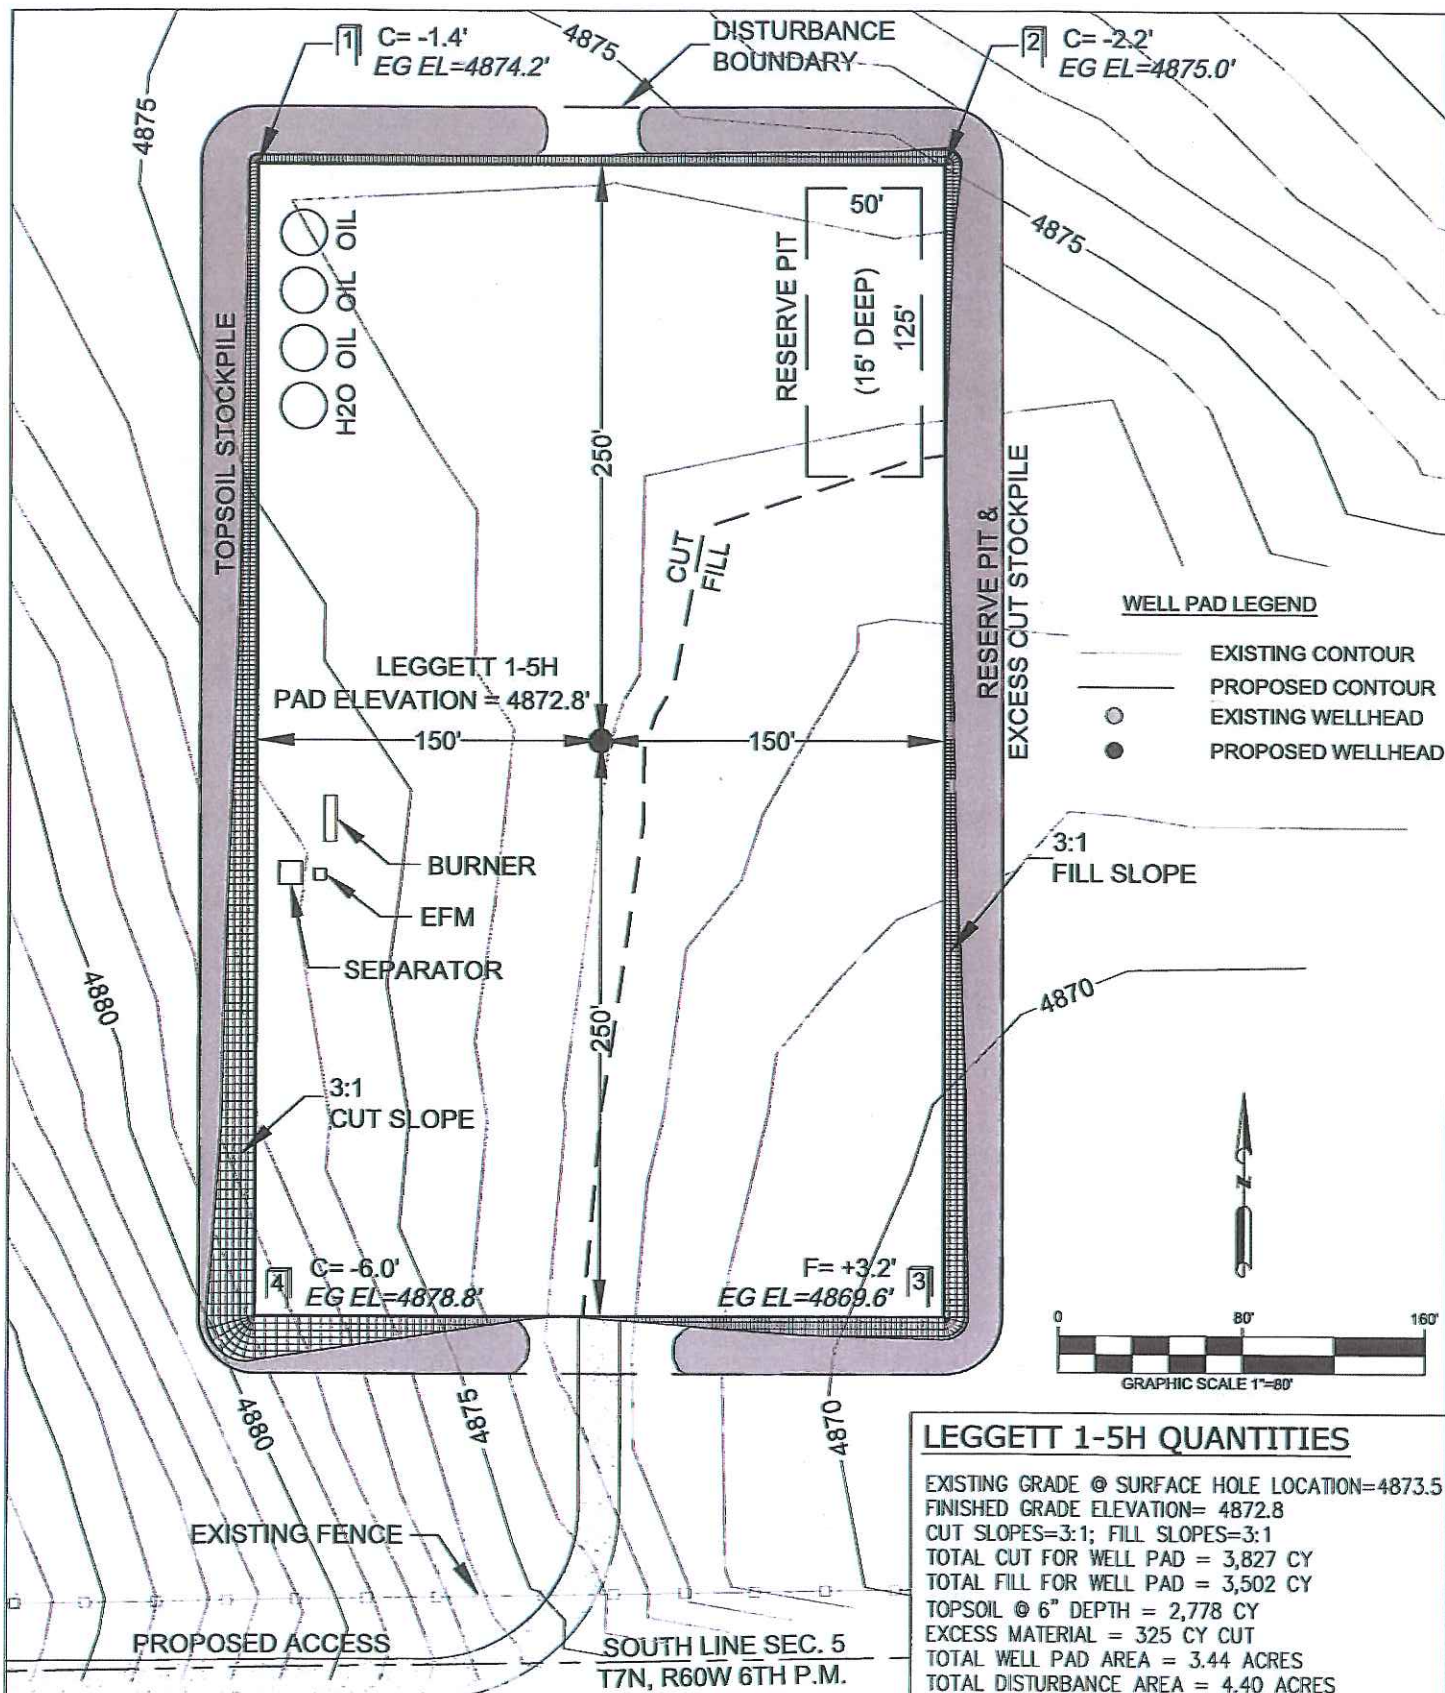 1 C= -1.4'
EG EL=4874.2'
4875
DISTURBANCE
BOUNDARY
2 C= -2.2'
EG EL=4875.0'
4875
4875
OIL
OIL
OIL
H2O
50'
RESERVE PIT
(15' DEEP)
125'
TOPSOIL STOCKPILE
250'
CUT
FILL
RESERVE PIT &
EXCESS CUT STOCKPILE
WELL PAD LEGEND
EXISTING CONTOUR
PROPOSED CONTOUR
EXISTING WELLHEAD
PROPOSED WELLHEAD
LEGGETT 1-5H
PAD ELEVATION = 4872.8'
150'
150'
BURNER
EFM
SEPARATOR
3:1
FILL SLOPE
4880
4870
250'
3:1
CUT SLOPE
N
4 C= -6.0'
EG EL=4878.8'
F= +3.2' 3
EG EL=4869.6'
0 80' 160'
GRAPHIC SCALE 1"=80'
4880
4875
4870
EXISTING FENCE
PROPOSED ACCESS
SOUTH LINE SEC. 5
T7N, R60W 6TH P.M.
LEGGETT 1-5H QUANTITIES
EXISTING GRADE @ SURFACE HOLE LOCATION=4873.5
FINISHED GRADE ELEVATION= 4872.8
CUT SLOPES=3:1; FILL SLOPES=3:1
TOTAL CUT FOR WELL PAD = 3,827 CY
TOTAL FILL FOR WELL PAD = 3,502 CY
TOPSOIL @ 6" DEPTH = 2,778 CY
EXCESS MATERIAL = 325 CY CUT
TOTAL WELL PAD AREA = 3.44 ACRES
TOTAL DISTURBANCE AREA = 4.40 ACRES